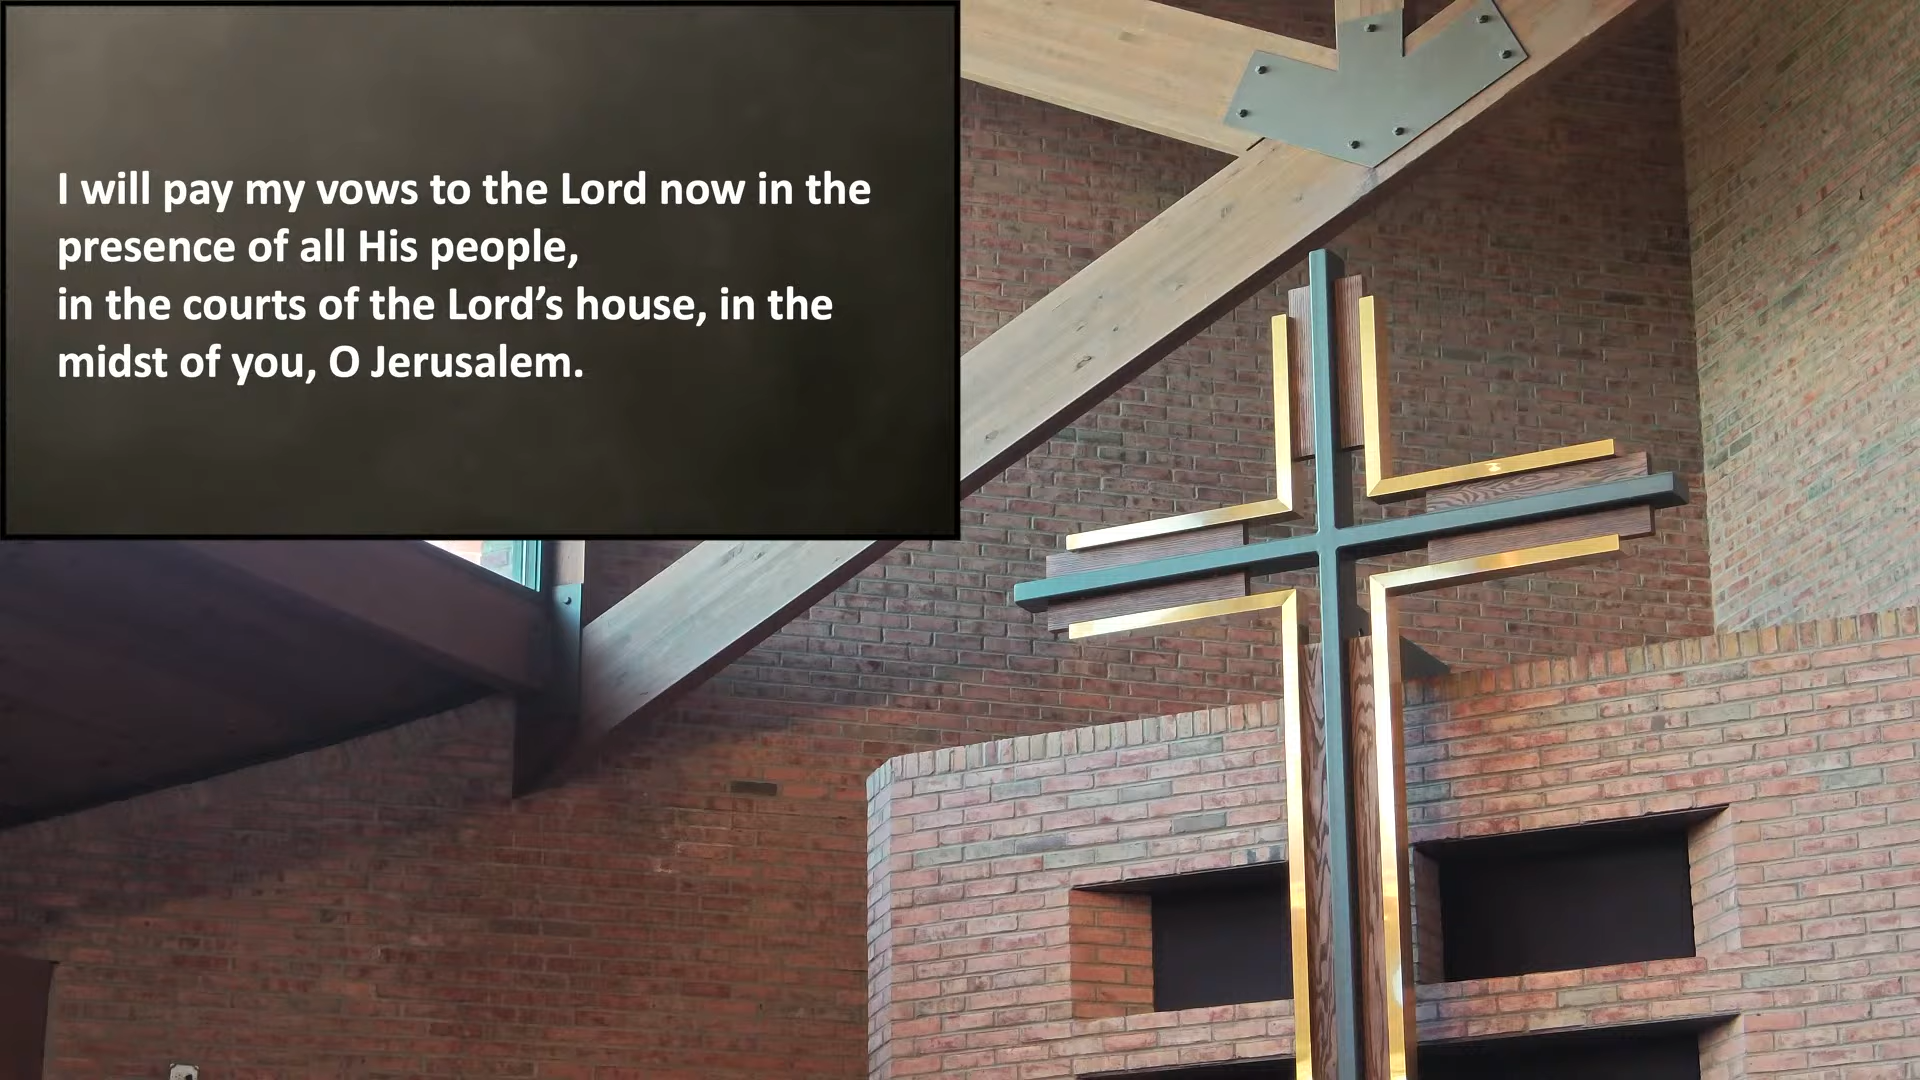 I will pay my vows to the Lord now in the
presence of all His people,
in the courts of the Lord’s house, in the
midst of you, O Jerusalem.